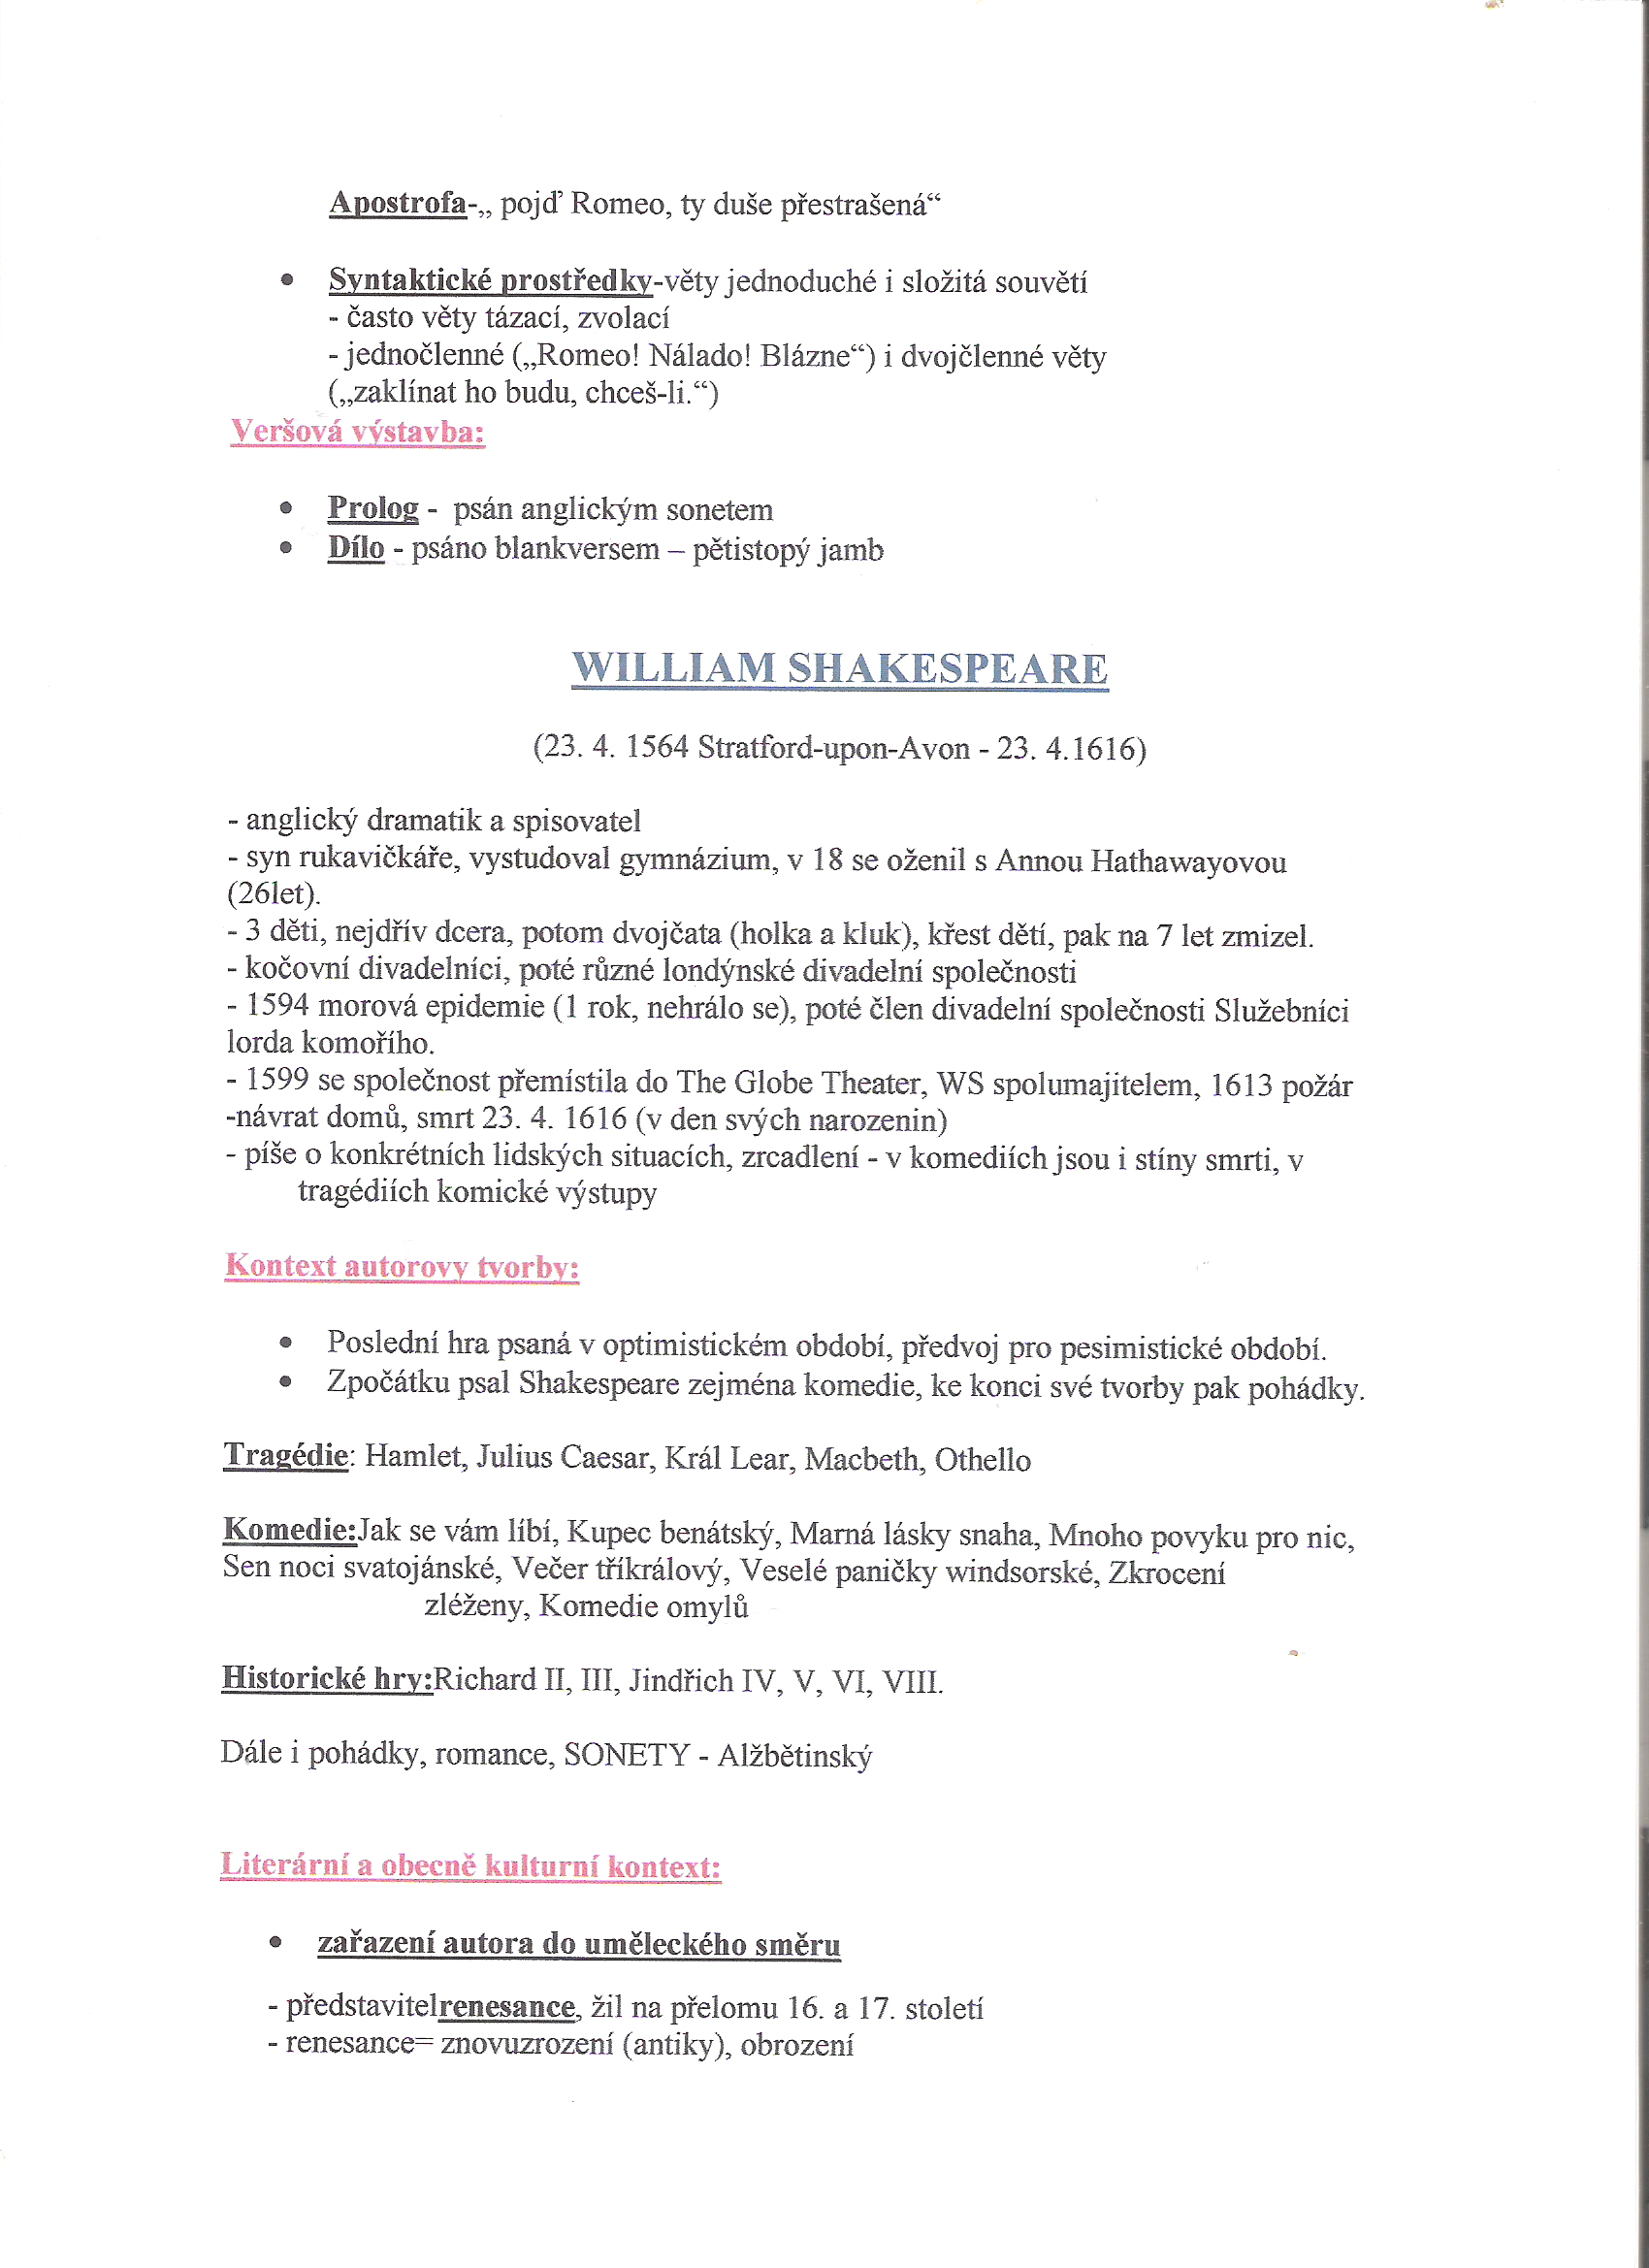 Apostrofa-„ pojď Romeo, ty duše přestrašená“
• Syntaktické prostředky-věty jednoduché i složitá souvětí
- často věty tázací, zvolací
- jednočlenné („Romeo! Nálado! Blázne“) i dvojčlenné věty
(„zaklínat ho budu, chceš-li.“)
Veršová výstavba:
• Prolog - psán anglickým sonetem
• Dílo - psáno blankversem – pětistopý jamb
WILLIAM SHAKESPEARE
(23. 4. 1564 Stratford-upon-Avon - 23. 4.1616)
- anglický dramatik a spisovatel
- syn rukavičkáře, vystudoval gymnázium, v 18 se oženil s Annou Hathawayovou
(26let).
- 3 děti, nejdřív dcera, potom dvojčata (holka a kluk), křest dětí, pak na 7 let zmizel.
- kočovní divadelníci, poté různé londýnské divadelní společnosti
- 1594 morová epidemie (1 rok, nehrálo se), poté člen divadelní společnosti Služebníci
lorda komořího.
- 1599 se společnost přemístila do The Globe Theater, WS spolumajitelem, 1613 požár
-návrat domů, smrt 23. 4. 1616 (v den svých narozenin)
- píše o konkrétních lidských situacích, zrcadlení - v komediích jsou i stíny smrti, v
tragédiích komické výstupy
Kontext autorovy tvorby:
• Poslední hra psaná v optimistickém období, předvoj pro pesimistické období.
• Zpočátku psal Shakespeare zejména komedie, ke konci své tvorby pak pohádky.
Tragédie: Hamlet, Julius Caesar, Král Lear, Macbeth, Othello
Komedie:Jak se vám líbí, Kupec benátský, Marná lásky snaha, Mnoho povyku pro nic,
Sen noci svatojánské, Večer tříkrálový, Veselé paničky windsorské, Zkrocení
zléženy, Komedie omylů
Historické hry:Richard II, III, Jindřich IV, V, VI, VIII.
Dále i pohádky, romance, SONETY - Alžbětinský
Literární a obecně kulturní kontext:
• zařazení autora do uměleckého směru
- představitelrenesance, žil na přelomu 16. a 17. století
- renesance= znovuzrození (antiky), obrození